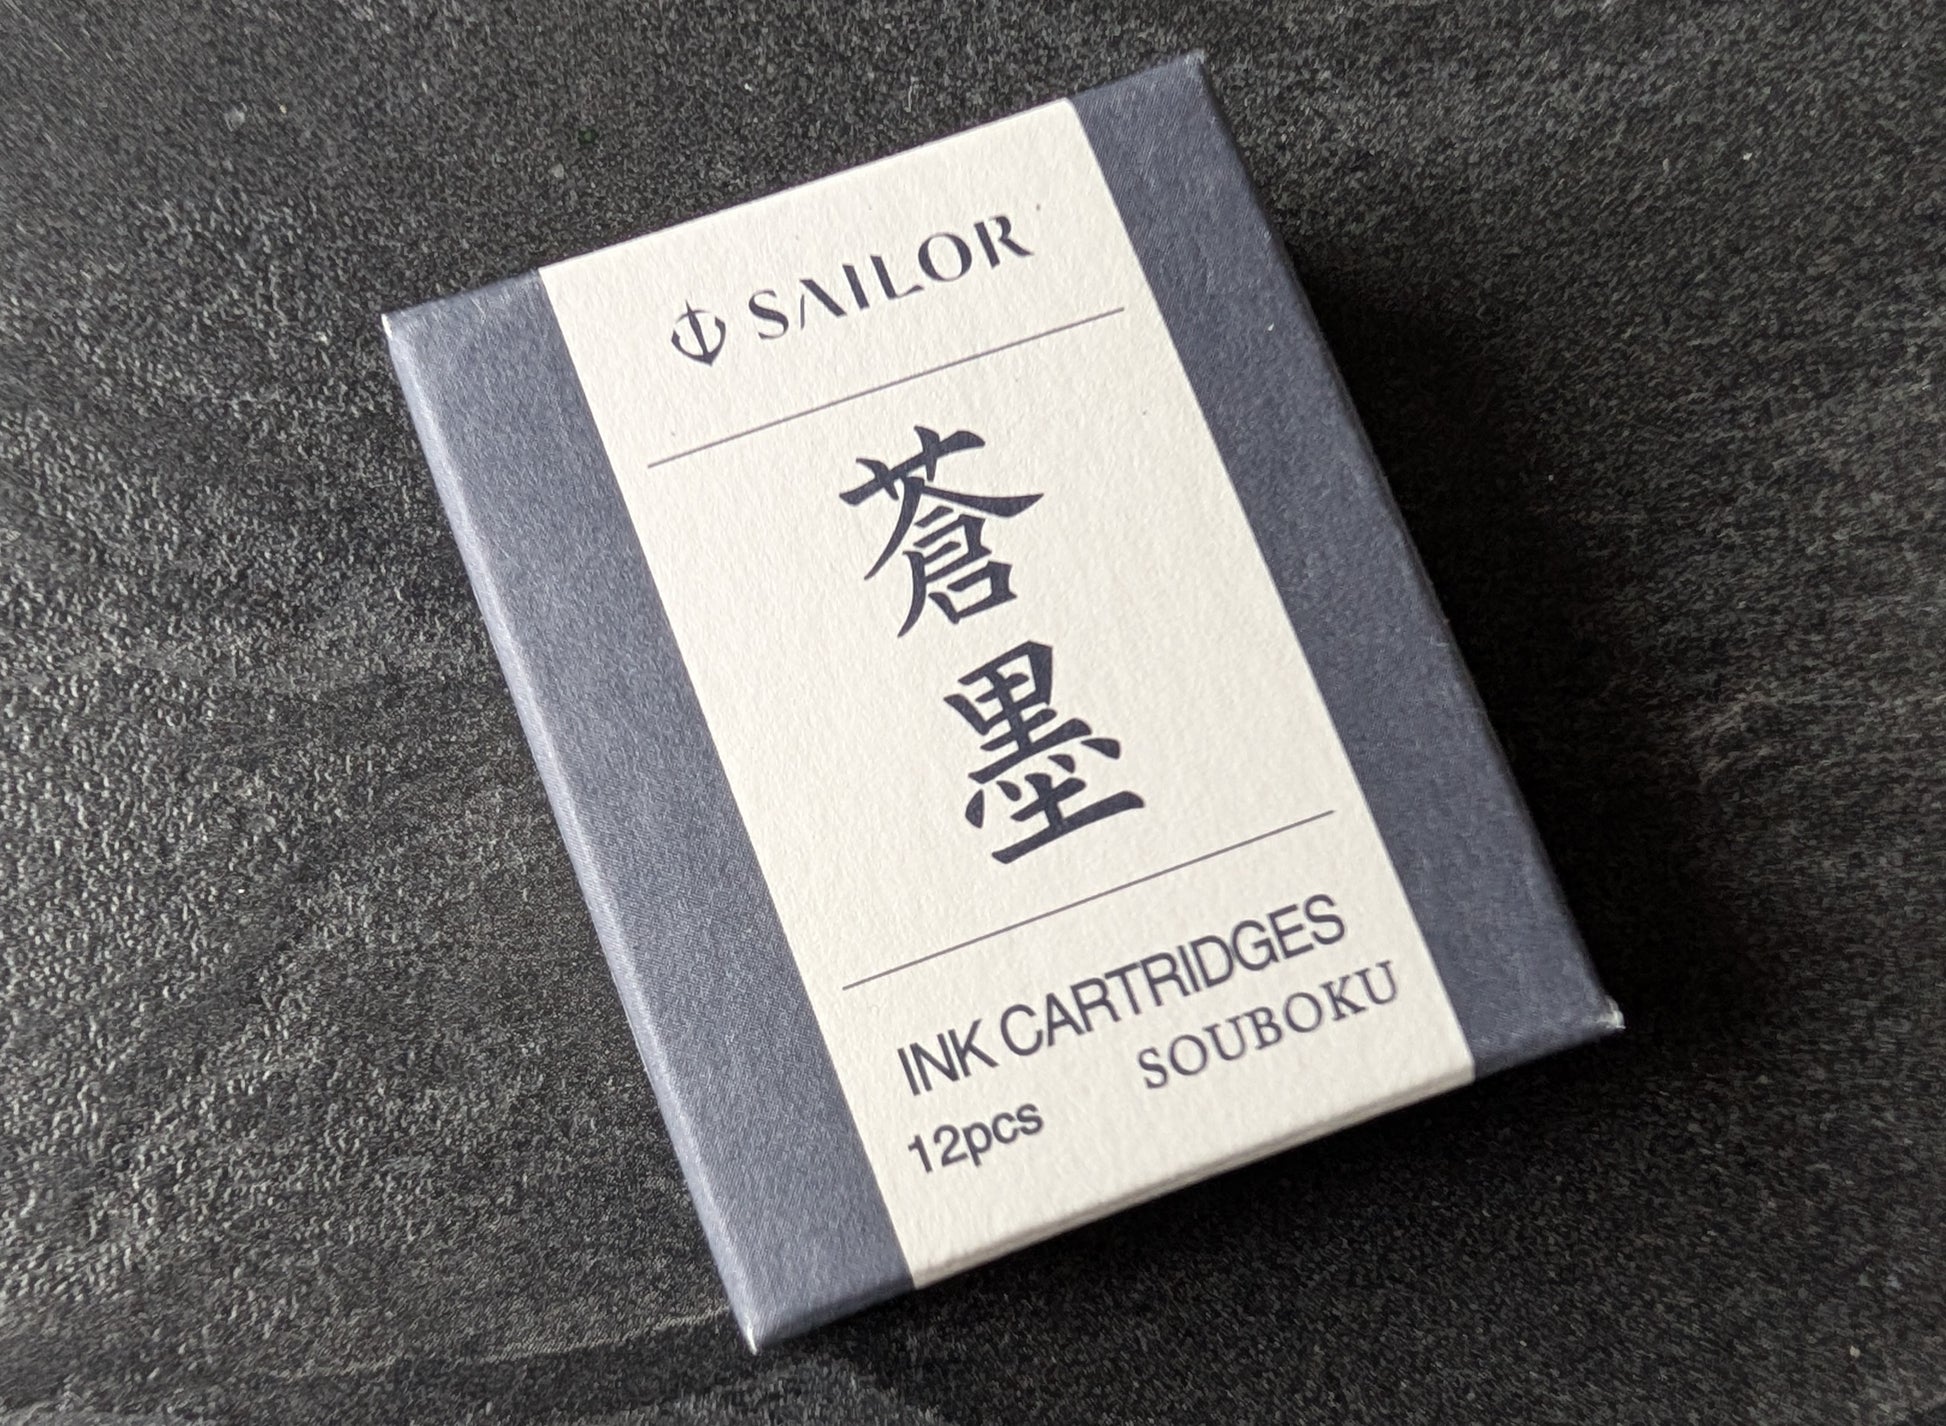 SAILOR
蒼墨
INK CARTRIDGES
SOUBOKU
12pcs